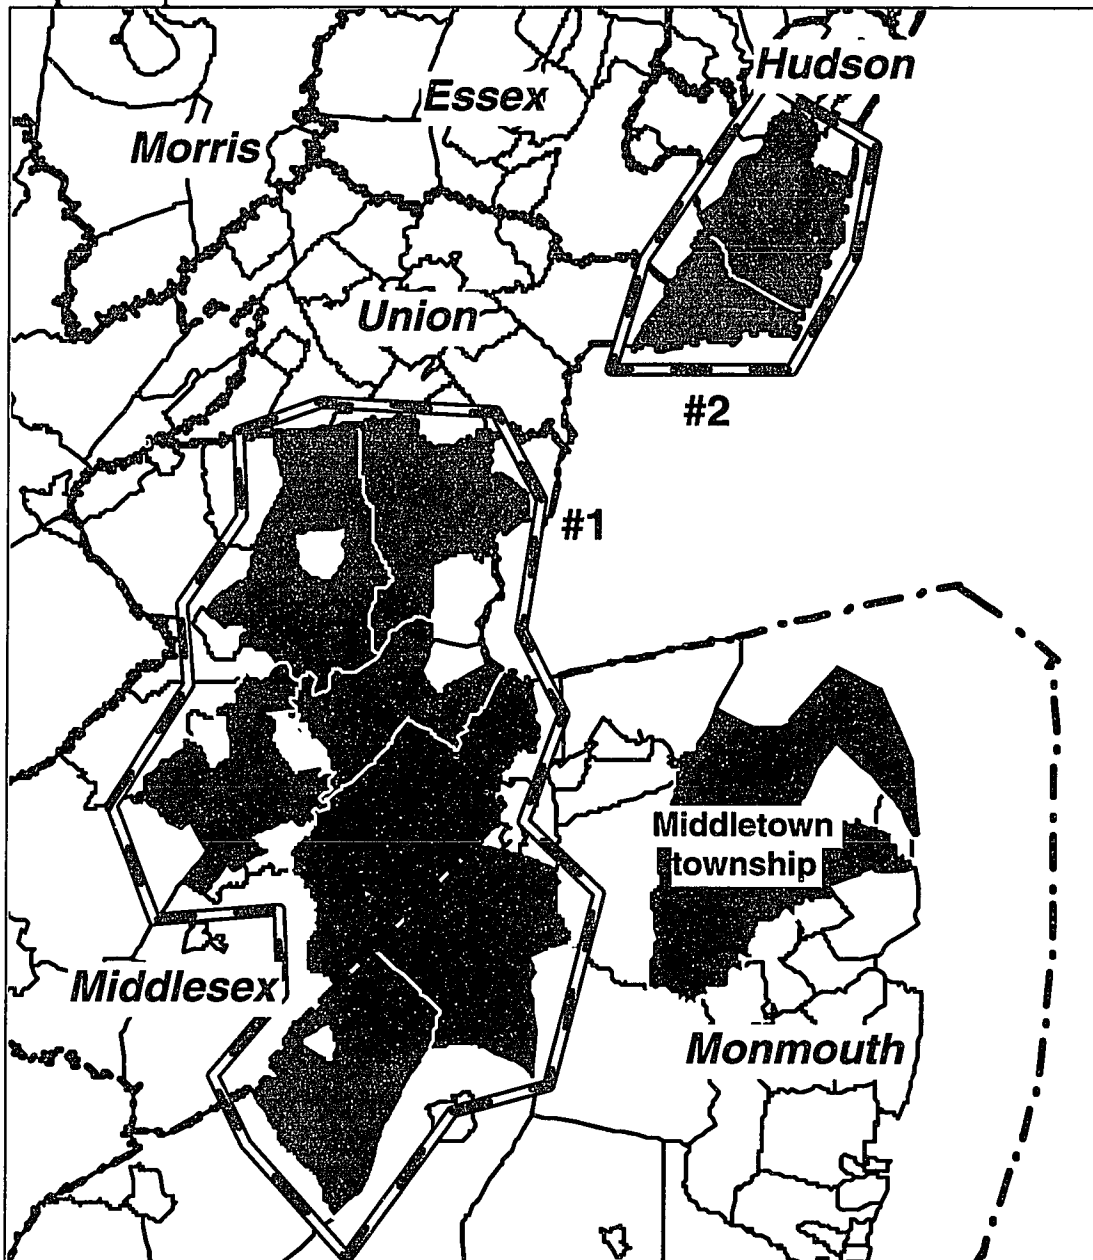 Hudson
Essex
Morris
Union
#2
#1
Middletown
township
Middlesex
Monmouth